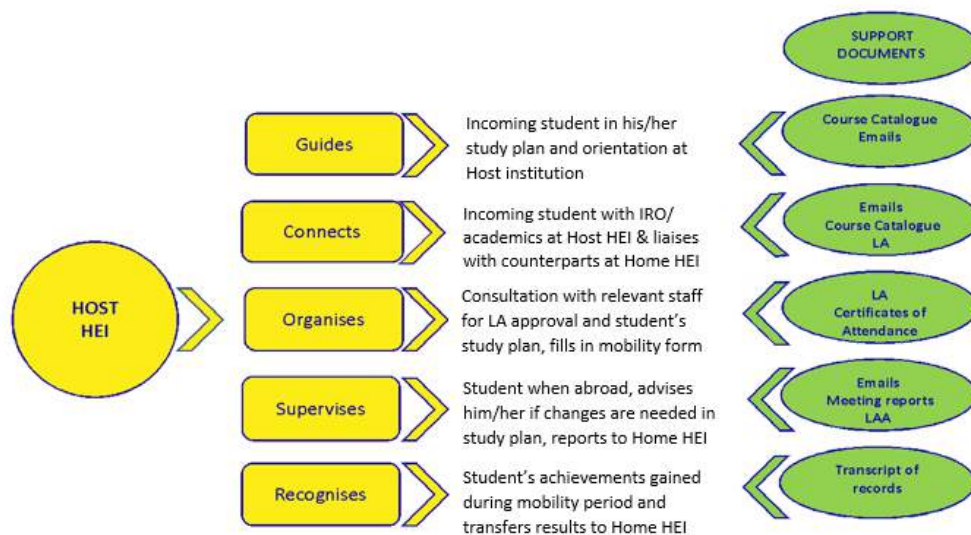 SUPPORT
DOCUMENTS
Guides
Incoming student in his/her
study plan and orientation at
Host institution
Course Catalogue
Emails
Connects
Incoming student with IRO/
academics at Host HEI & liaises
with counterparts at Home HEI
Emails
Course Catalogue
LA
HOST
HEI
Organises
Consultation with relevant staff
for LA approval and student's
study plan, fills in mobility form
LA
Certificates of
Attendance
Supervises
Student when abroad, advises
him/her if changes are needed in
study plan, reports to Home HEI
Emails
Meeting reports
LAA
Recognises
Student's achievements gained
during mobility period and
transfers results to Home HEI
Transcript of
records